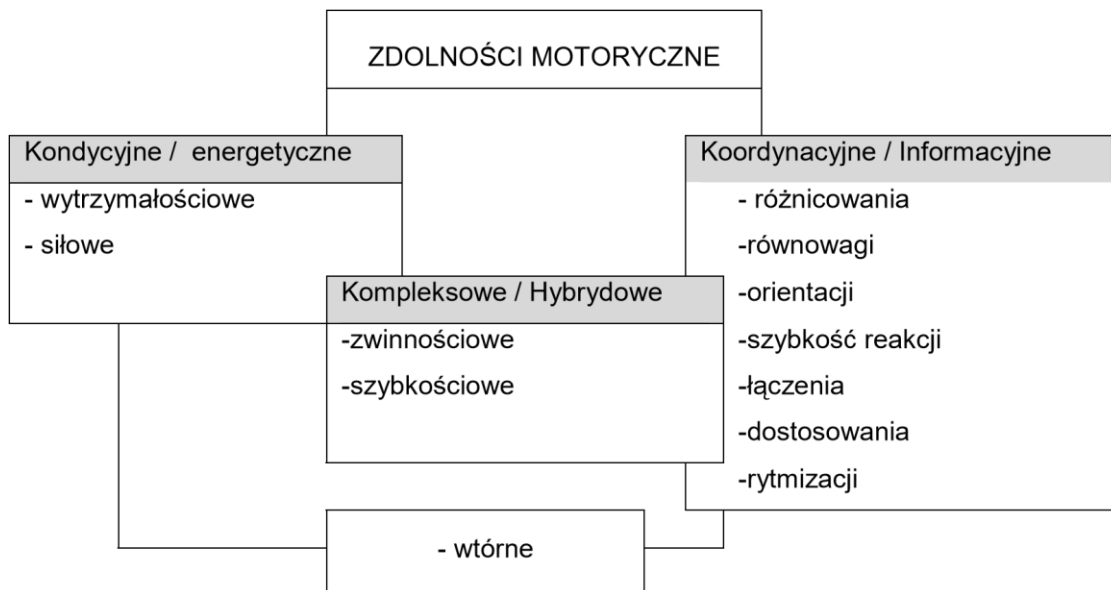 ZDOLNOŚCI MOTORYCZNE
Kondycyjne / energetyczne
- wytrzymałościowe
- siłowe
Koordynacyjne / Informacyjne
- różnicowania
-równowagi
-orientacji
-szybkość reakcji
-łączenia
-dostosowania
-rytmizacji
Kompleksowe / Hybrydowe
-zwinnościowe
-szybkościowe
- wtórne